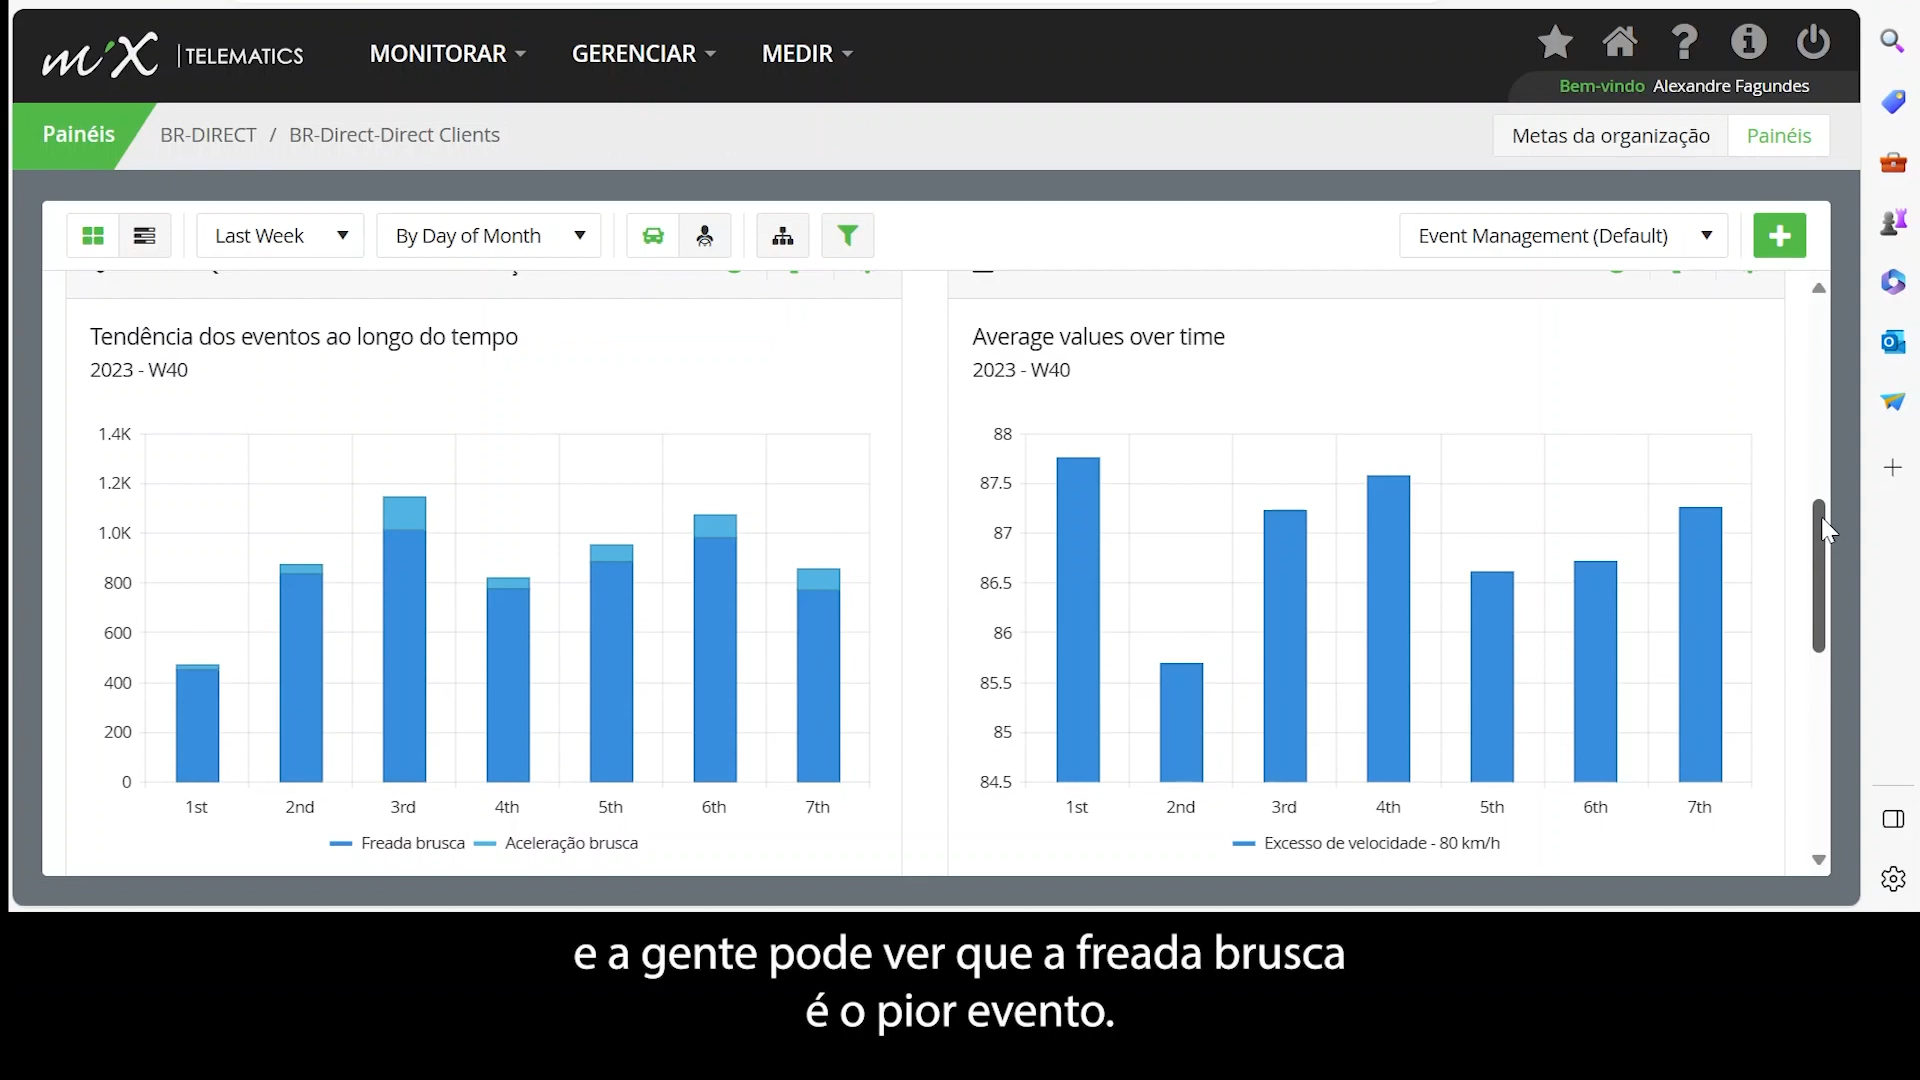 mix | TELEMATICS
MONITORAR
GERENCIAR
MEDIR
Bem-vindo Alexandre Fagundes
Painéis
BR-DIRECT / BR-Direct-Direct Clients
Metas da organização
Painéis
Last Week
By Day of Month
Event Management (Default)
Tendência dos eventos ao longo do tempo
2023 - W40
1.4K
1.2K
1.0K
800
600
400
200
0
1st 2nd 3rd 4th 5th 6th 7th
Freada brusca Aceleração brusca
Average values over time
2023 - W40
88
87.5
87
86.5
86
85.5
85
84.5
1st 2nd 3rd 4th 5th 6th 7th
Excesso de velocidade - 80 km/h
e a gente pode ver que a freada brusca
é o pior evento.